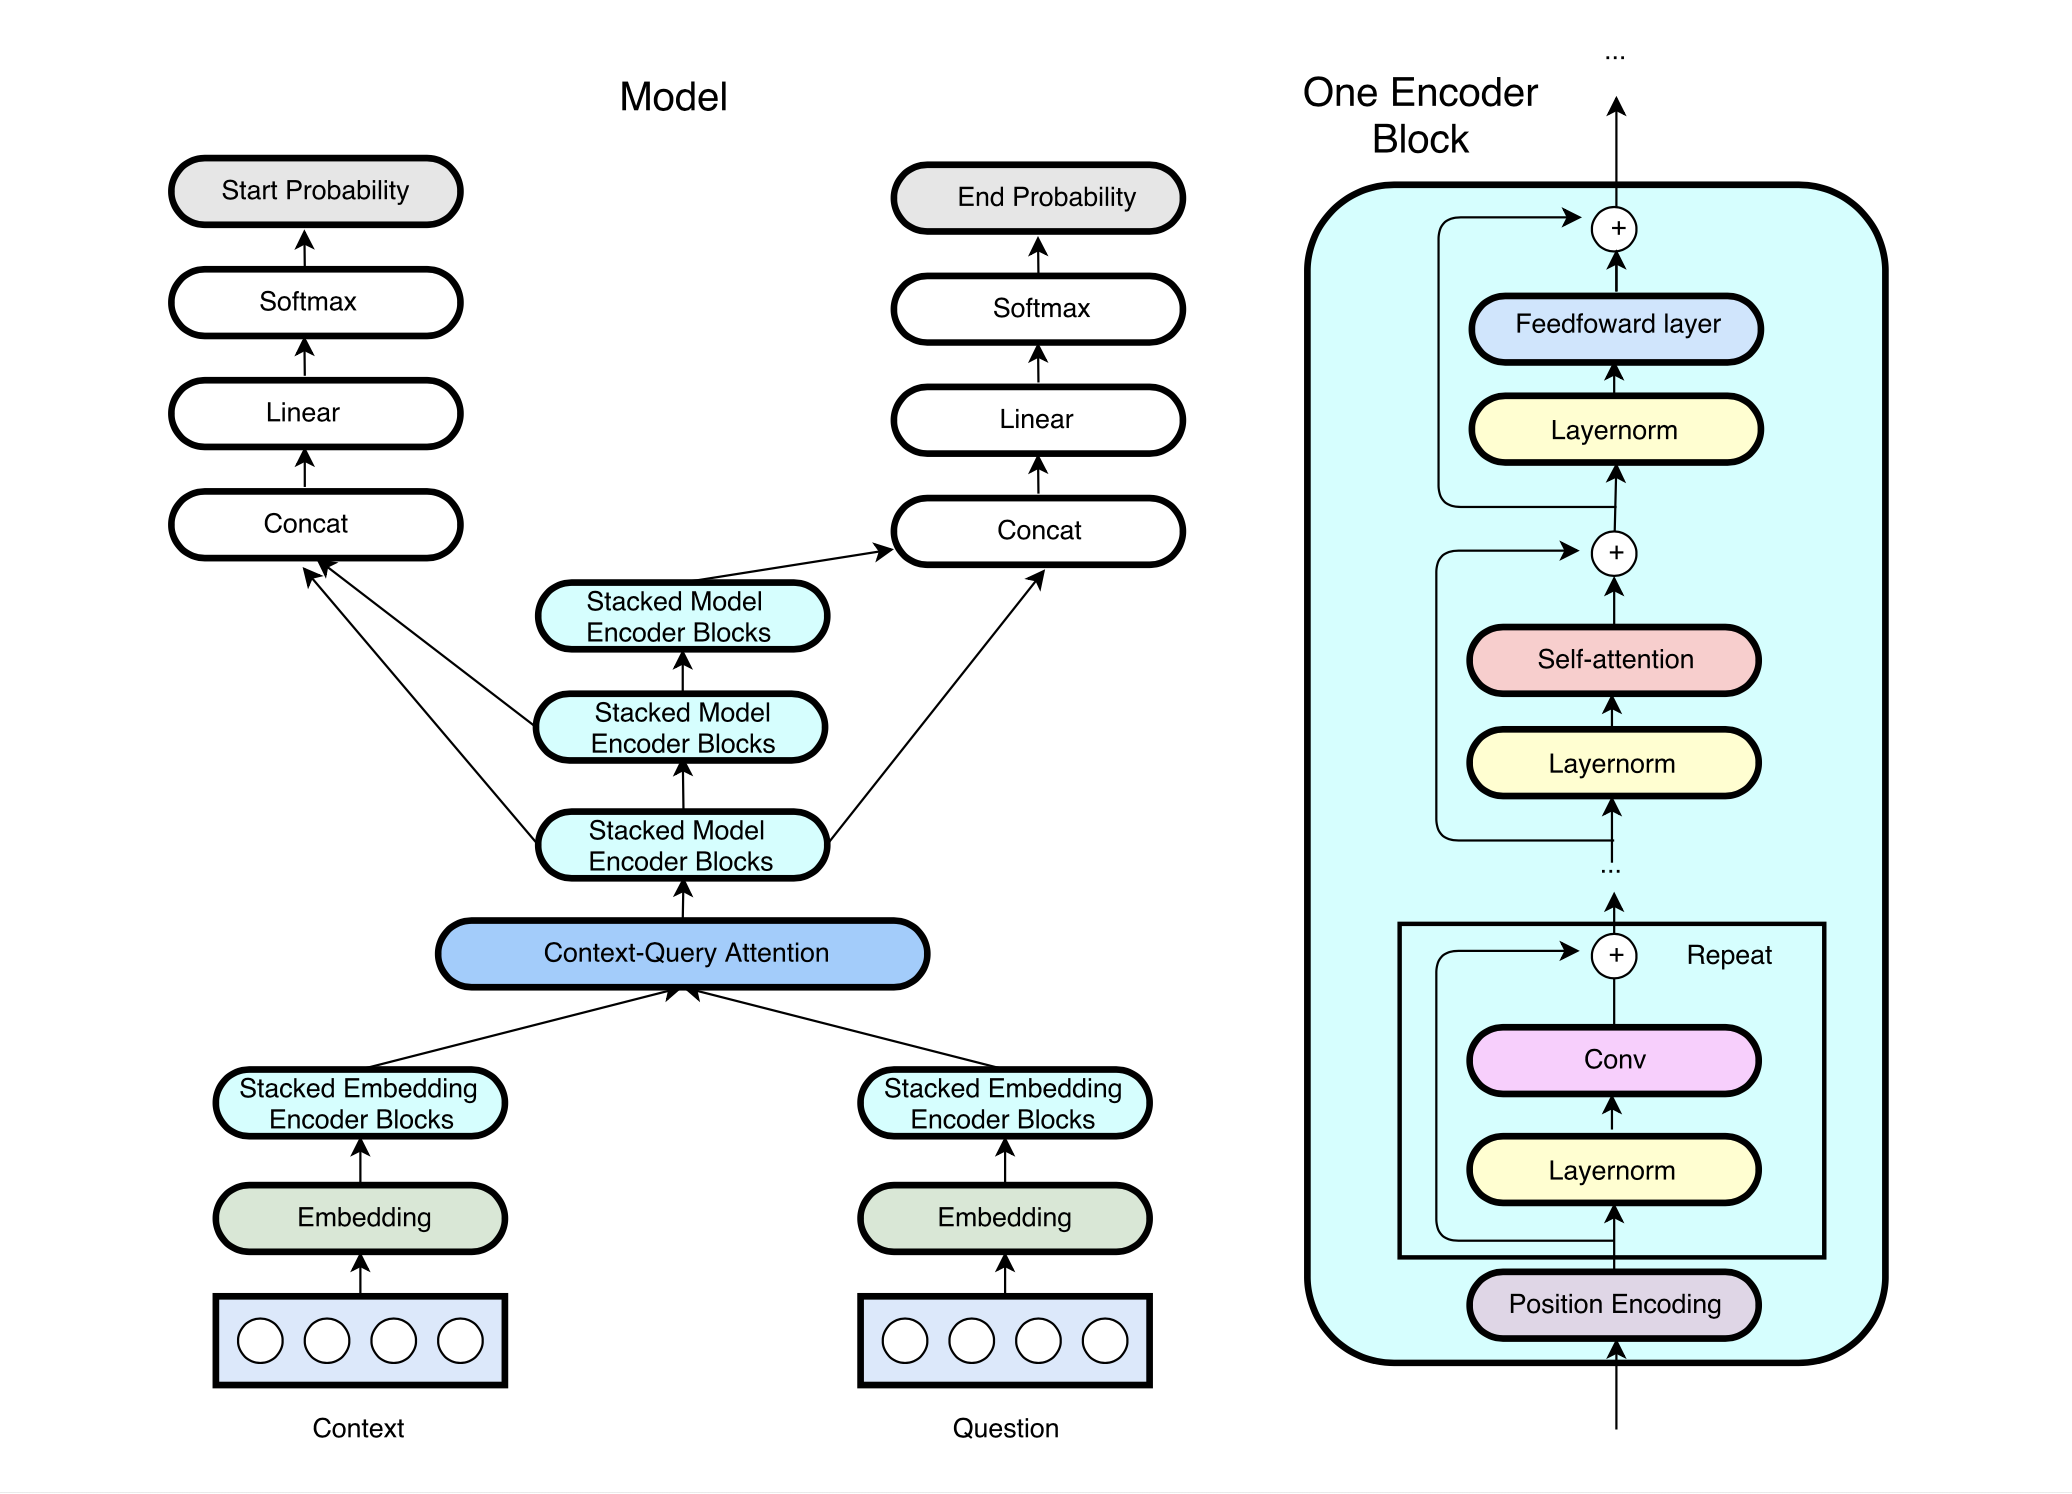 Model
Start Probability
Softmax
Linear
Concat
End Probability
Softmax
Linear
Concat
Stacked Model
Encoder Blocks
Stacked Model
Encoder Blocks
Stacked Model
Encoder Blocks
Context-Query Attention
Stacked Embedding
Encoder Blocks
Embedding
Context
Stacked Embedding
Encoder Blocks
Embedding
Question
One Encoder
Block
...
+
Feedfoward layer
Layernorm
+
Self-attention
Layernorm
...
+
Repeat
Conv
Layernorm
Position Encoding